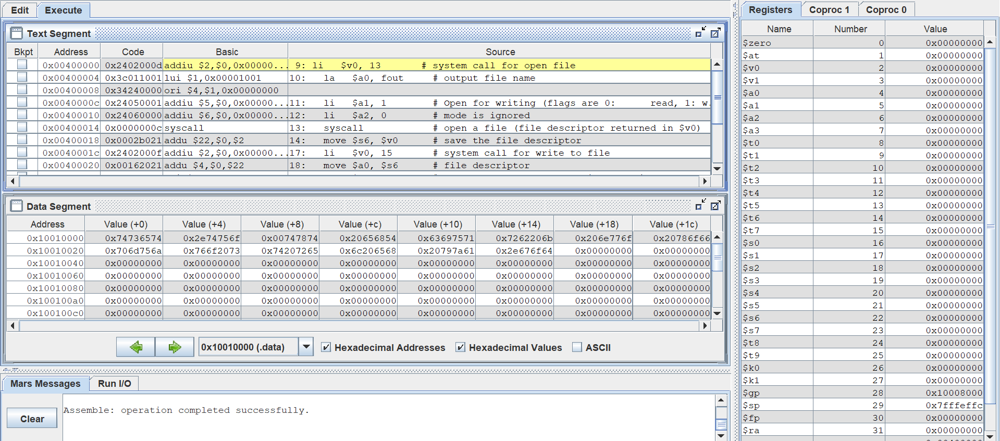 Edit Execute
Text Segment
Bkpt Address Code Basic Source
0x00400000 0x2402000d addiu $2,$0,0x00000... 9: li $v0, 13 # system call for open file
0x00400004 0x3c011001 lui $1,0x00001001 10: la $a0, fout # output file name
0x00400008 0x34240000 ori $4,$1,0x00000000
0x0040000c 0x24050001 addiu $5,$0,0x00000... 11: li $a1, 1 # Open for writing (flags are 0: read, 1: w.
0x00400010 0x24060000 addiu $6,$0,0x00000... 12: li $a2, 0 # mode is ignored
0x00400014 0x0000000c syscall 13: syscall # open a file (file descriptor returned in $v0)
0x00400018 0x0002b021 addu $22,$0,$2 14: move $s6, $v0 # save the file descriptor
0x0040001c 0x2402000f addiu $2,$0,0x00000... 17: li $v0, 15 # system call for write to file
0x00400020 0x00162021 addu $4,$0,$22 18: move $a0, $s6 # file descriptor
Data Segment
Address Value (+0) Value (+4) Value (+8) Value (+c) Value (+10) Value (+14) Value (+18) Value (+1c)
0x10010000 0x74736574 0x2e74756f 0x00747874 0x20656854 0x63697571 0x7262206b 0x206e776f 0x20786f66
0x10010020 0x706d756a 0x766f2073 0x74207265 0x6c206568 0x20797a61 0x2e676f64 0x00000000 0x00000000
0x10010040 0x00000000 0x00000000 0x00000000 0x00000000 0x00000000 0x00000000 0x00000000 0x00000000
0x10010060 0x00000000 0x00000000 0x00000000 0x00000000 0x00000000 0x00000000 0x00000000 0x00000000
0x10010080 0x00000000 0x00000000 0x00000000 0x00000000 0x00000000 0x00000000 0x00000000 0x00000000
0x100100a0 0x00000000 0x00000000 0x00000000 0x00000000 0x00000000 0x00000000 0x00000000 0x00000000
0x100100c0 0x00000000 0x00000000 0x00000000 0x00000000 0x00000000 0x00000000 0x00000000 0x00000000
0x10010000 (.data) Hexadecimal Addresses Hexadecimal Values ASCII
Mars Messages Run I/O
Clear
Assemble: operation completed successfully.
Registers Coproc 1 Coproc 0
Name Number Value
$zero 0 0x00000000
$at 1 0x00000000
$v0 2 0x00000000
$v1 3 0x00000000
$a0 4 0x00000000
$a1 5 0x00000000
$a2 6 0x00000000
$a3 7 0x00000000
$t0 8 0x00000000
$t1 9 0x00000000
$t2 10 0x00000000
$t3 11 0x00000000
$t4 12 0x00000000
$t5 13 0x00000000
$t6 14 0x00000000
$t7 15 0x00000000
$s0 16 0x00000000
$s1 17 0x00000000
$s2 18 0x00000000
$s3 19 0x00000000
$s4 20 0x00000000
$s5 21 0x00000000
$s6 22 0x00000000
$s7 23 0x00000000
$t8 24 0x00000000
$t9 25 0x00000000
$k0 26 0x00000000
$k1 27 0x00000000
$gp 28 0x10008000
$sp 29 0x7fffeffc
$fp 30 0x00000000
$ra 31 0x00000000